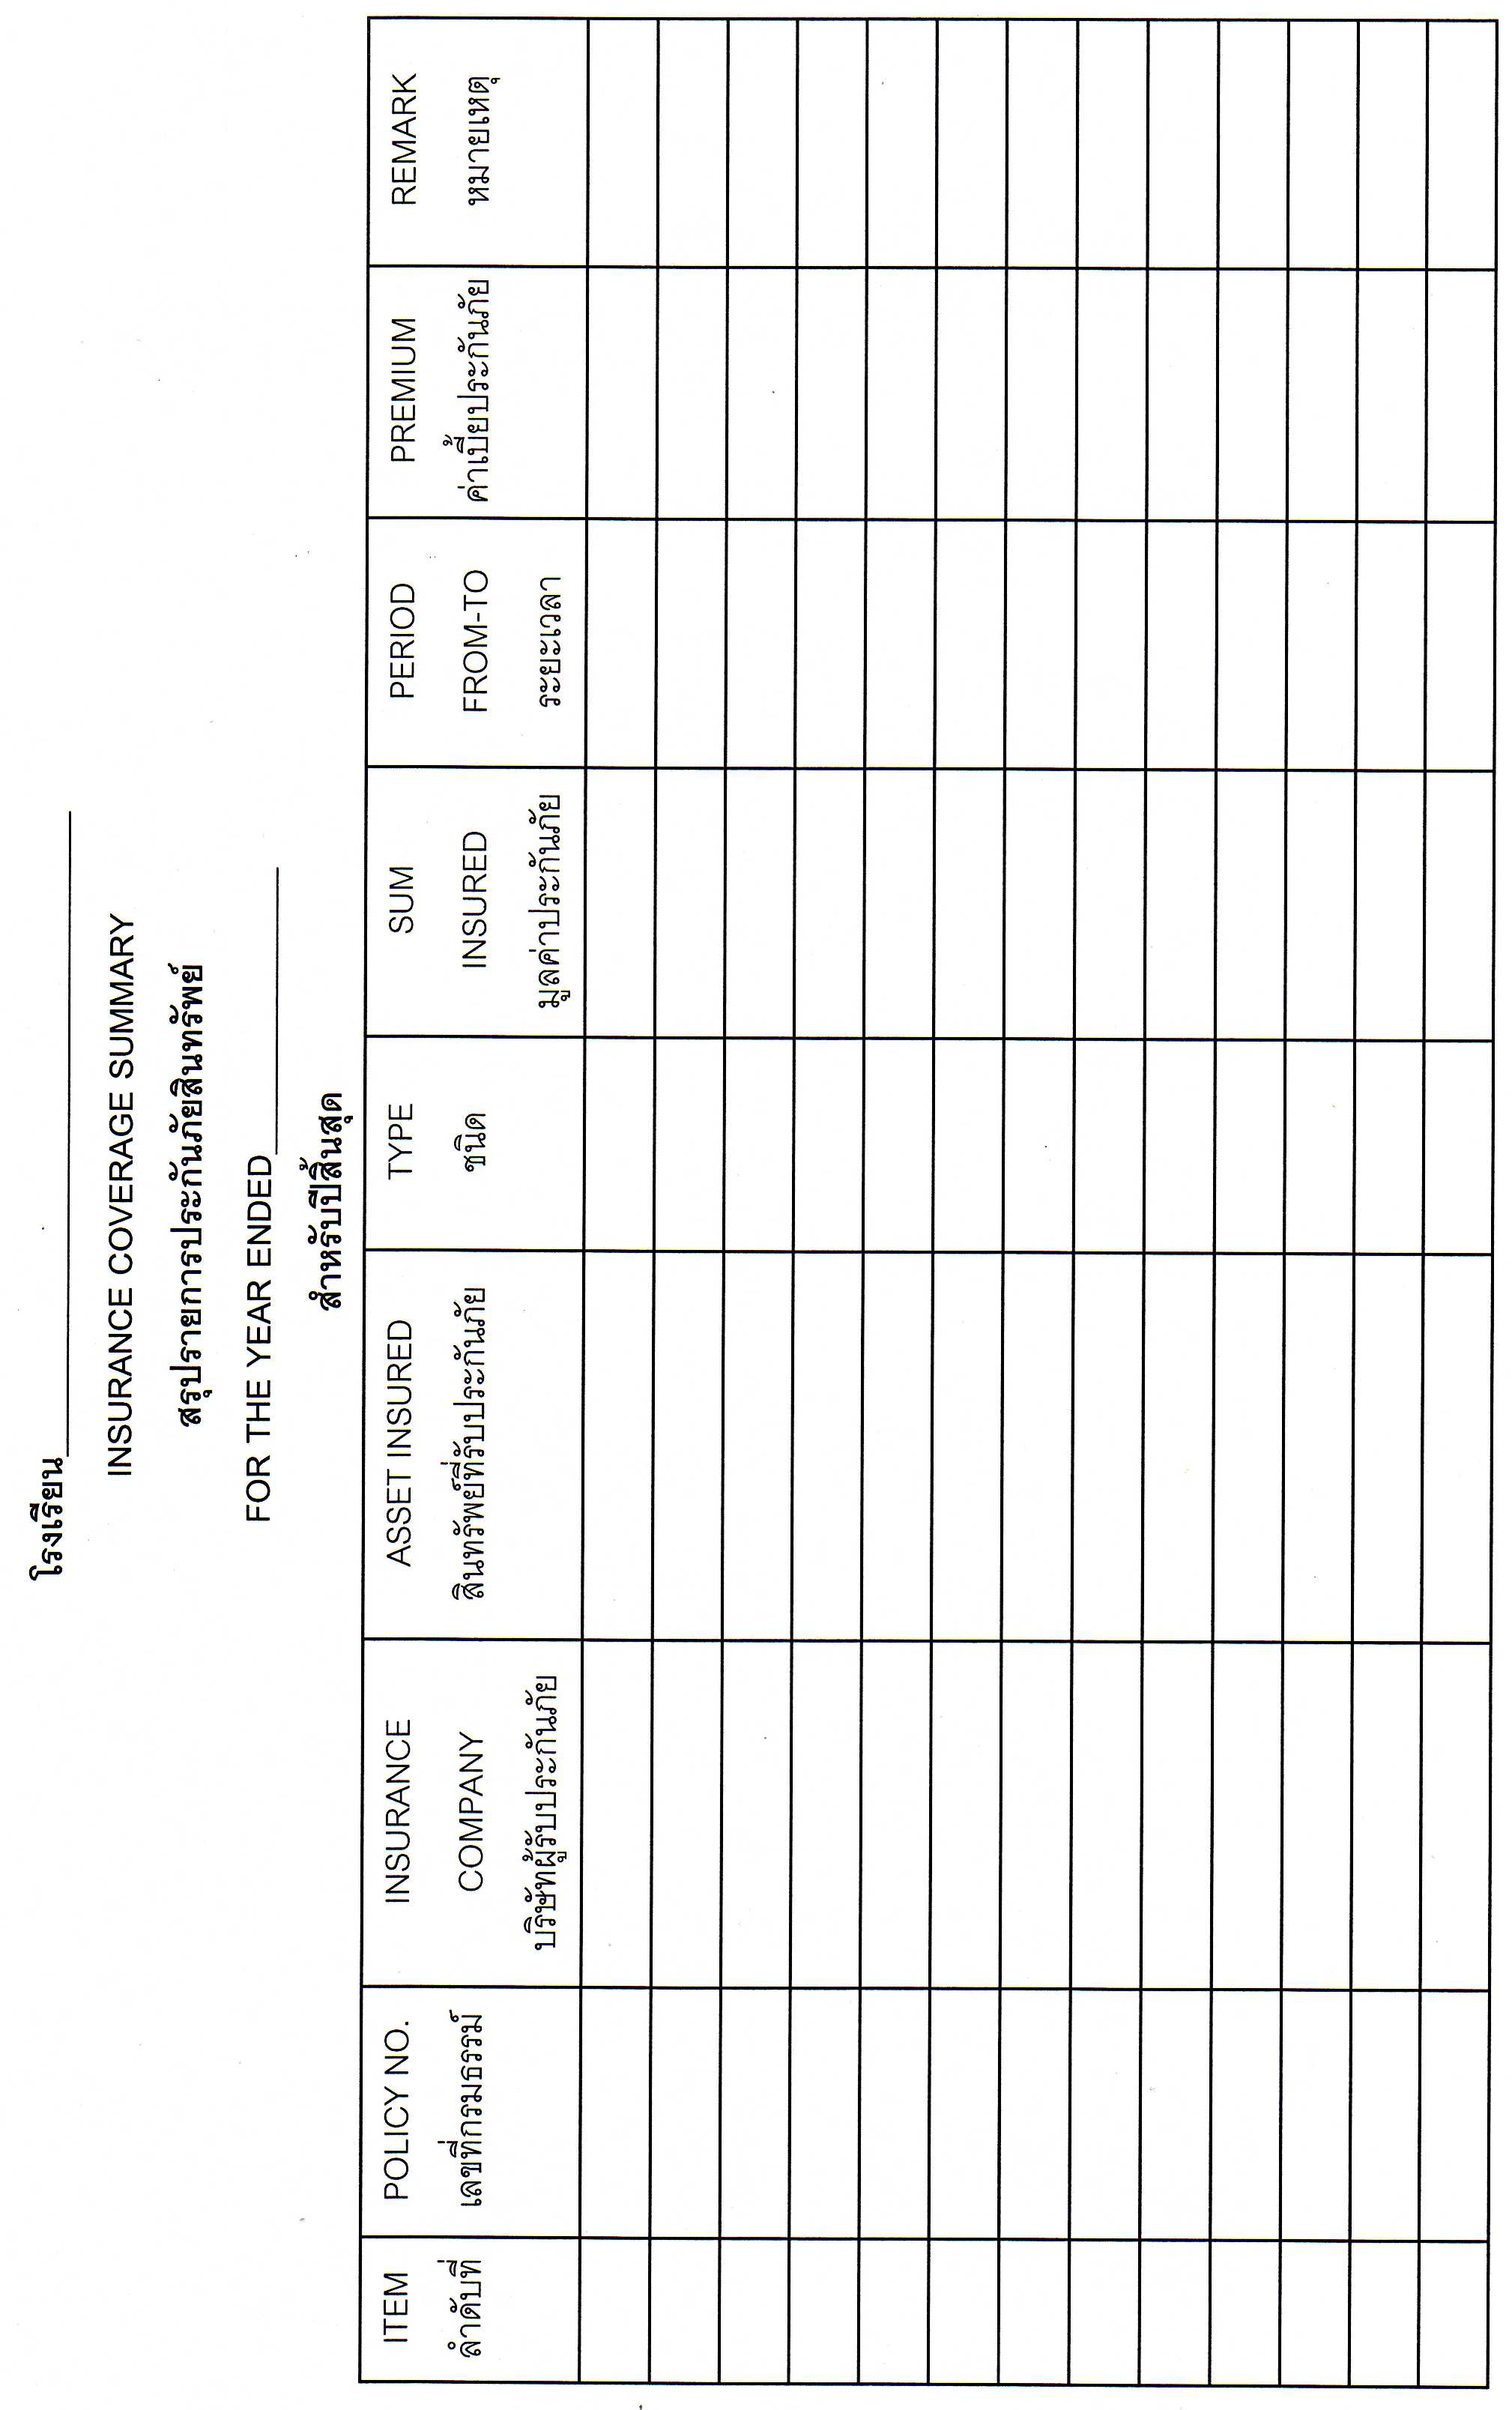 โรงเรียน
INSURANCE COVERAGE SUMMARY
สรุปรายการประกันภัยสินทรัพย์
FOR THE YEAR ENDED
สำหรับปีสิ้นสุด
ITEM
ลำดับที่
POLICY NO.
เลขที่กรมธรรม์
INSURANCE
COMPANY
บริษัทผู้รับประกันภัย
ASSET INSURED
สินทรัพย์ที่รับประกันภัย
TYPE
ชนิด
SUM
INSURED
มูลค่าประกันภัย
PERIOD
FROM-TO
ระยะเวลา
PREMIUM
ค่าเบี้ยประกันภัย
REMARK
หมายเหตุ